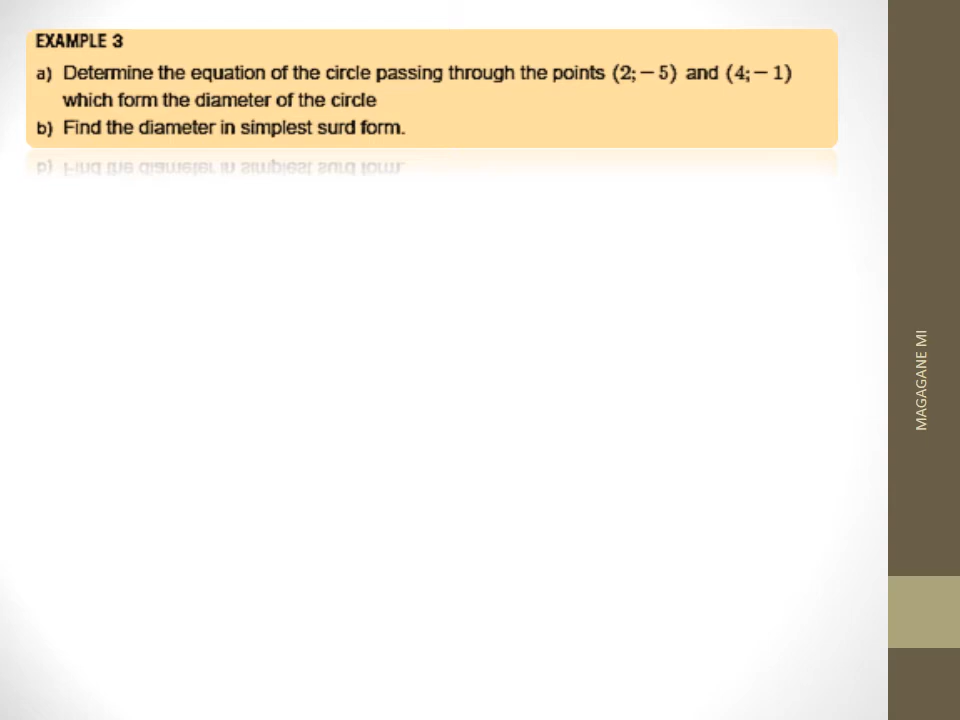 EXAMPLE 3
a) Determine the equation of the circle passing through the points (2; − 5) and (4; − 1)
which form the diameter of the circle
b) Find the diameter in simplest surd form.
MAGAGANE MI